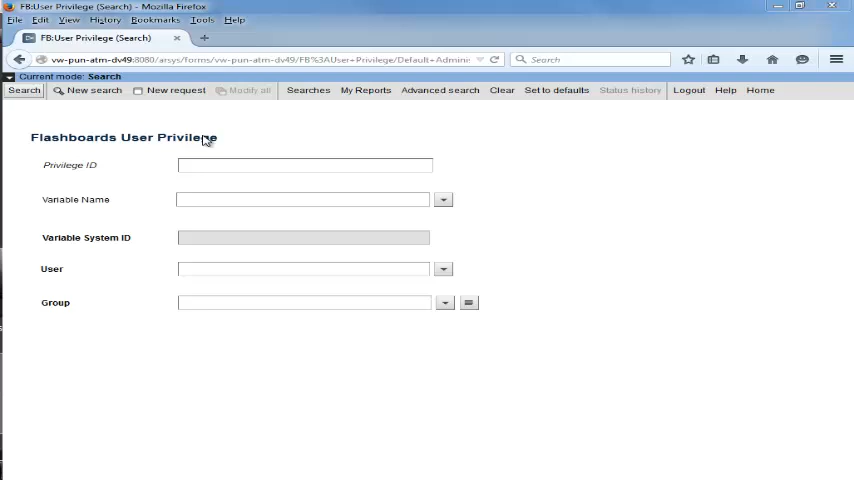 FB:User Privilege (Search) - Mozilla Firefox
File Edit View History Bookmarks Tools Help
FB:User Privilege (Search)
vw-pun-atm-dv49:8080/arsys/forms/vw-pun-atm-dv49/FB%3AUser+Privilege/Default+Adminis
Search
Current mode: Search
Search New search New request Modify all Searches My Reports Advanced search Clear Set to defaults Status history Logout Help Home
Flashboards User Privilege
Privilege ID
Variable Name
Variable System ID
User
Group